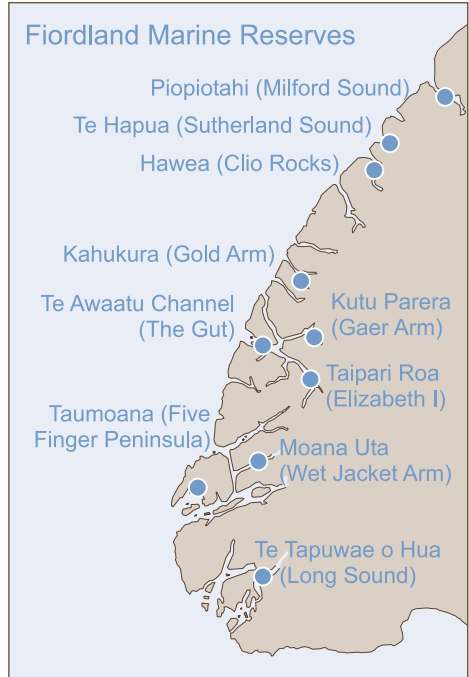 Fiordland Marine Reserves
Piopiotahi (Milford Sound)
Te Hapua (Sutherland Sound)
Hawea (Clio Rocks)
Kahukura (Gold Arm)
Te Awaatu Channel
(The Gut)
Kutu Parera
(Gaer Arm)
Taipari Roa
(Elizabeth I)
Taumoana (Five
Finger Peninsula)
Moana Uta
(Wet Jacket Arm)
Te Tapuwae o Hua
(Long Sound)